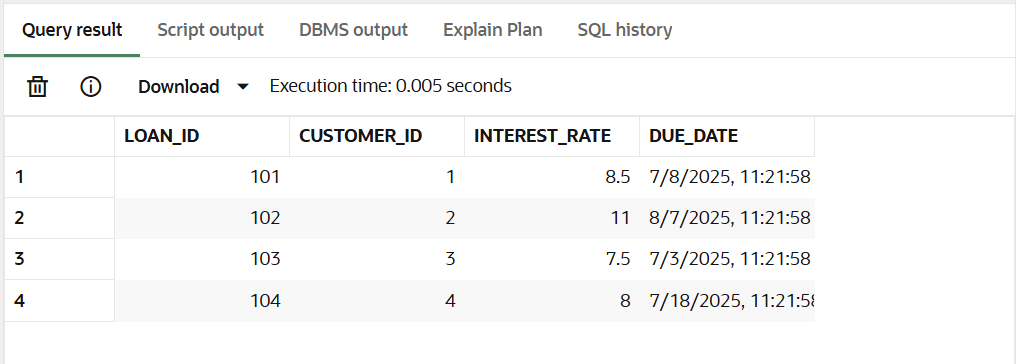 Query result Script output DBMS output Explain Plan SQL history
Download Execution time: 0.005 seconds
LOAN_ID CUSTOMER_ID INTEREST_RATE DUE_DATE
1 101 1 8.5 7/8/2025, 11:21:58
2 102 2 11 8/7/2025, 11:21:58
3 103 3 7.5 7/3/2025, 11:21:58
4 104 4 8 7/18/2025, 11:21:58